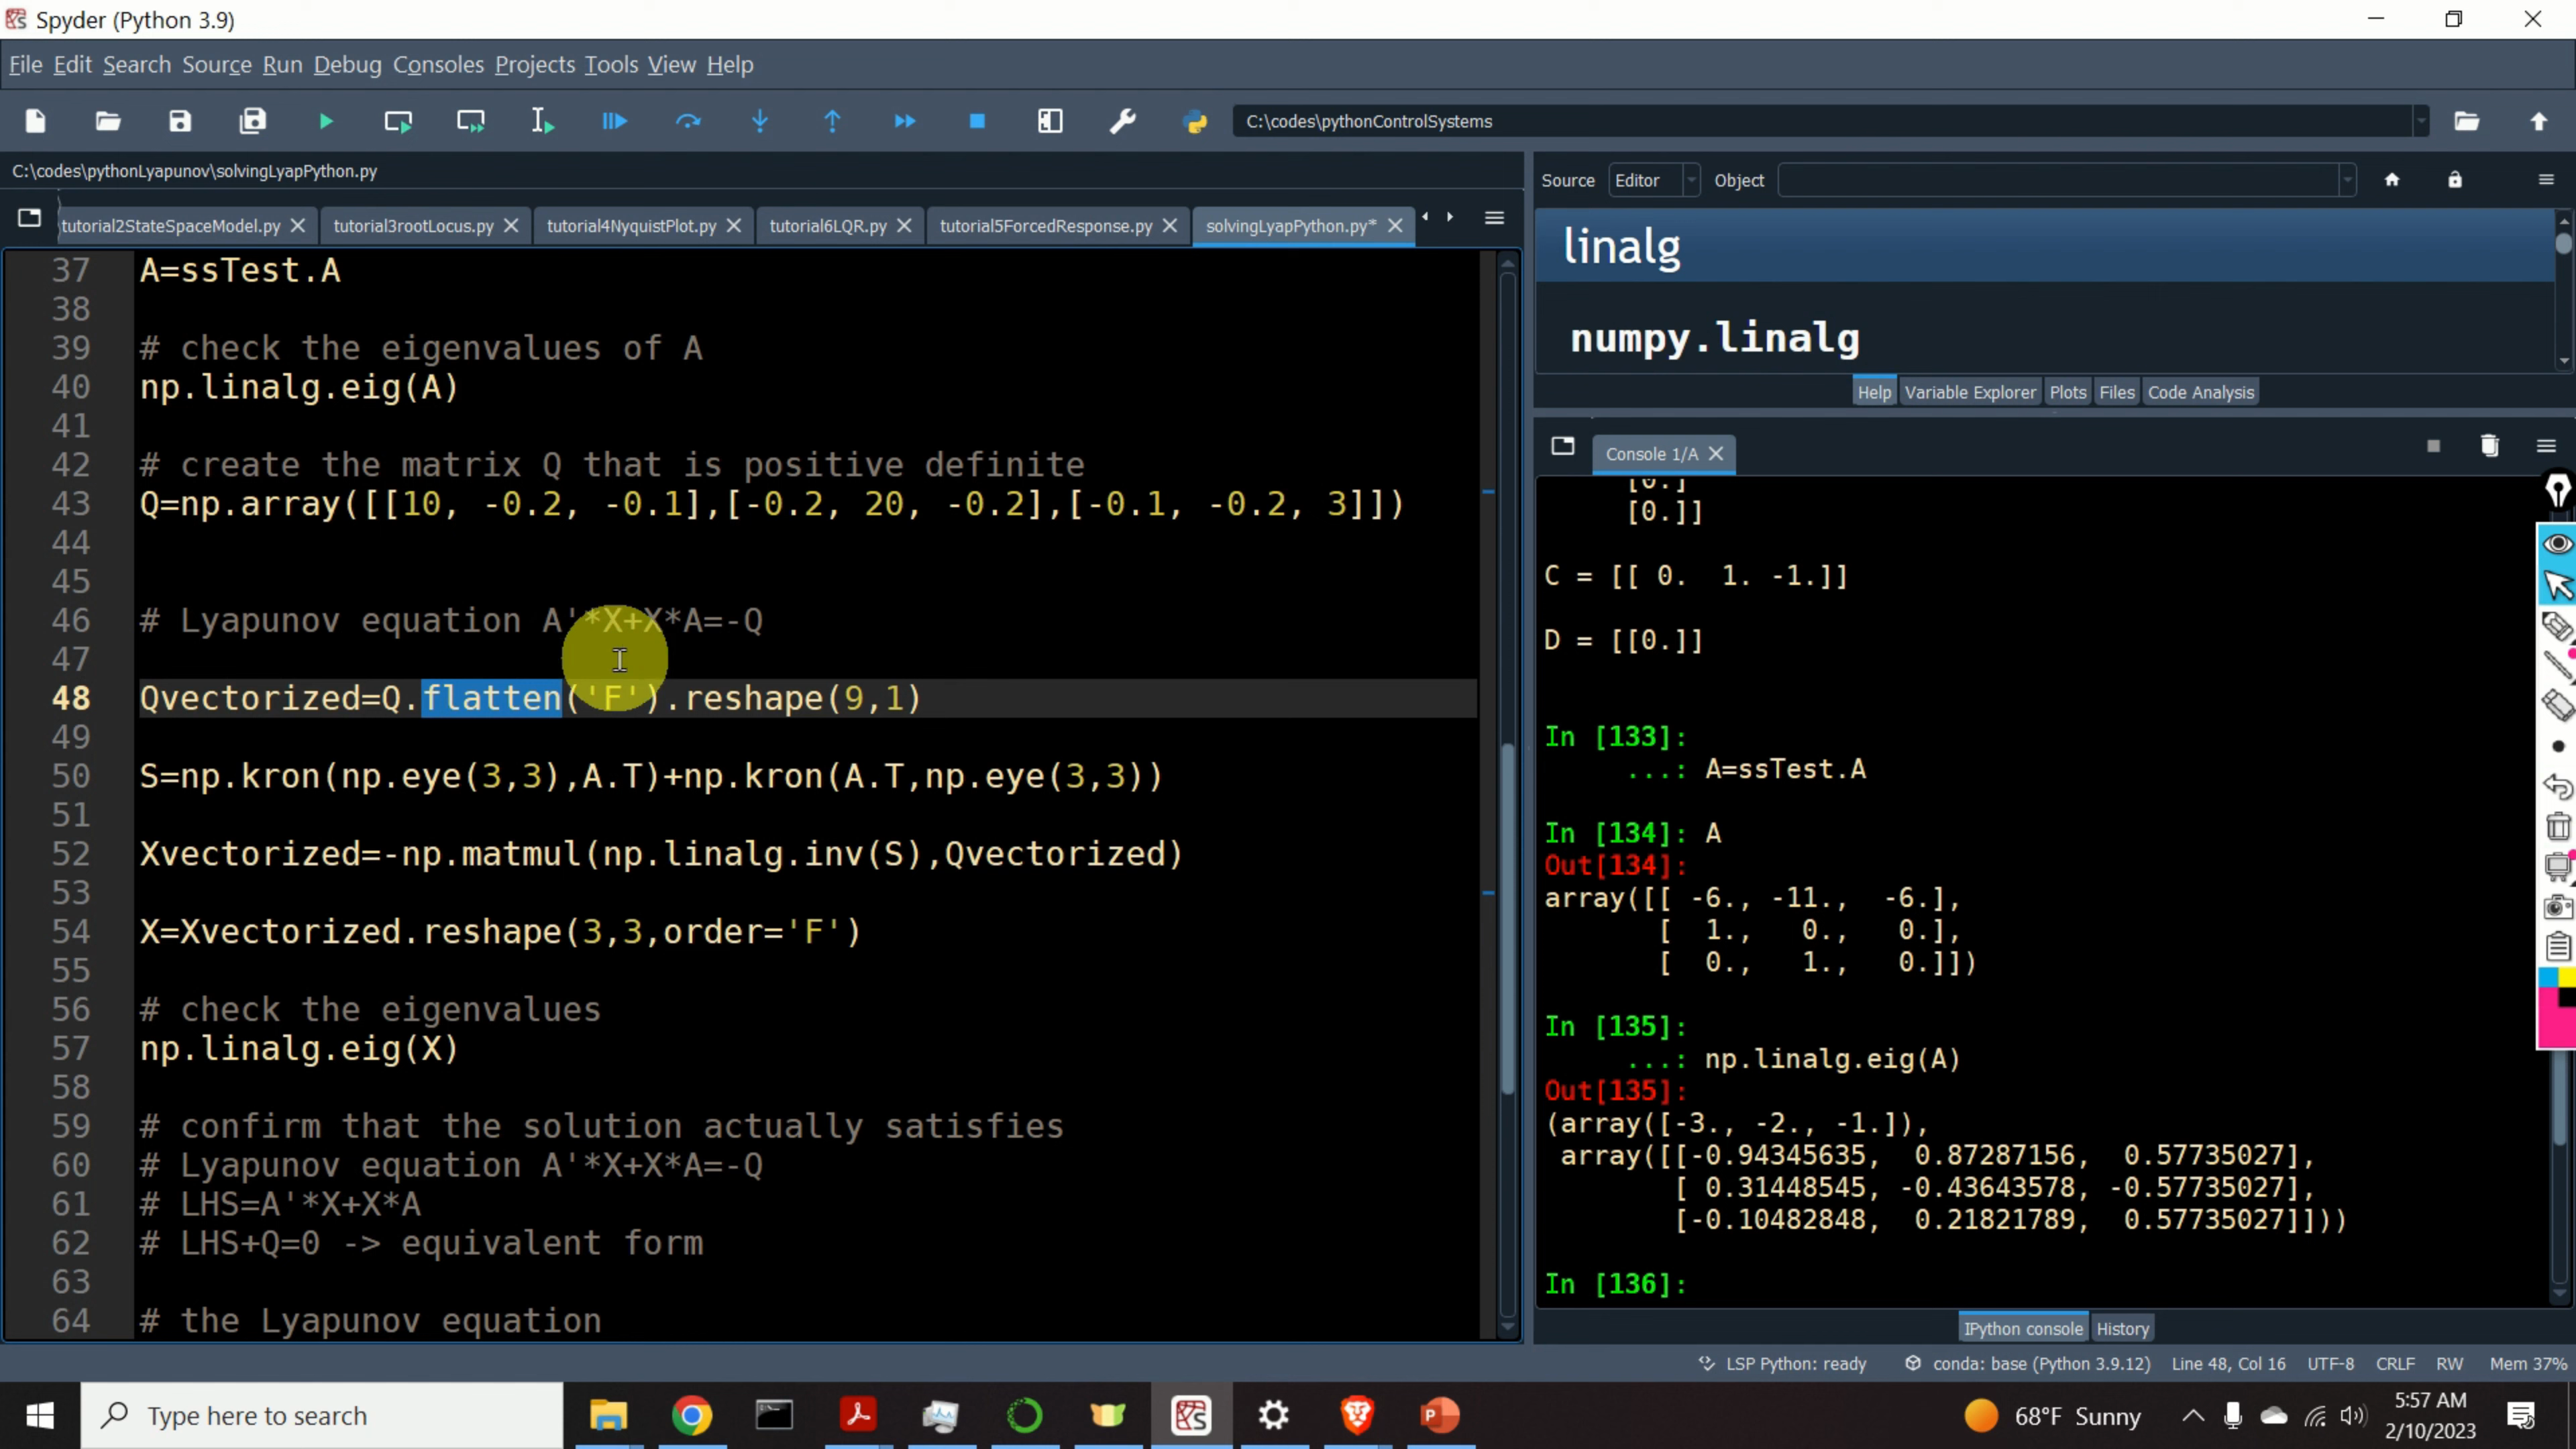 Spyder (Python 3.9)
File Edit Search Source Run Debug Consoles Projects Tools View Help
C:\codes\pythonControlSystems
C:\codes\pythonLyapunov\solvingLyapPython.py
tutorial2StateSpaceModel.py tutorial3rootLocus.py tutorial4NyquistPlot.py tutorial6LQR.py tutorial5ForcedResponse.py solvingLyapPython.py*
37 A=ssTest.A
38
39 # check the eigenvalues of A
40 np.linalg.eig(A)
41
42 # create the matrix Q that is positive definite
43 Q=np.array([[10, -0.2, -0.1],[-0.2, 20, -0.2],[-0.1, -0.2, 3]])
44
45
46 # Lyapunov equation A'*X+X*A=-Q
47
48 Qvectorized=Q.flatten('F').reshape(9,1)
49
50 S=np.kron(np.eye(3,3),A.T)+np.kron(A.T,np.eye(3,3))
51
52 Xvectorized=-np.matmul(np.linalg.inv(S),Qvectorized)
53
54 X=Xvectorized.reshape(3,3,order='F')
55
56 # check the eigenvalues
57 np.linalg.eig(X)
58
59 # confirm that the solution actually satisfies
60 # Lyapunov equation A'*X+X*A=-Q
61 # LHS=A'*X+X*A
62 # LHS+Q=0 -> equivalent form
63
64 # the Lyapunov equation
Source Editor Object
linalg
numpy.linalg
Help Variable Explorer Plots Files Code Analysis
Console 1/A
[0.]
[0.]]
C = [[ 0. 1. -1.]]
D = [[0.]]
In [133]:
...: A=ssTest.A
In [134]: A
Out[134]:
array([[ -6., -11., -6.],
[ 1., 0., 0.],
[ 0., 1., 0.]])
In [135]:
...: np.linalg.eig(A)
Out[135]:
(array([-3., -2., -1.]),
array([[-0.94345635, 0.87287156, 0.57735027],
[ 0.31448545, -0.43643578, -0.57735027],
[-0.10482848, 0.21821789, 0.57735027]]))
In [136]:
IPython console History
LSP Python: ready conda: base (Python 3.9.12) Line 48, Col 16 UTF-8 CRLF RW Mem 37%
Type here to search
68°F Sunny
5:57 AM
2/10/2023